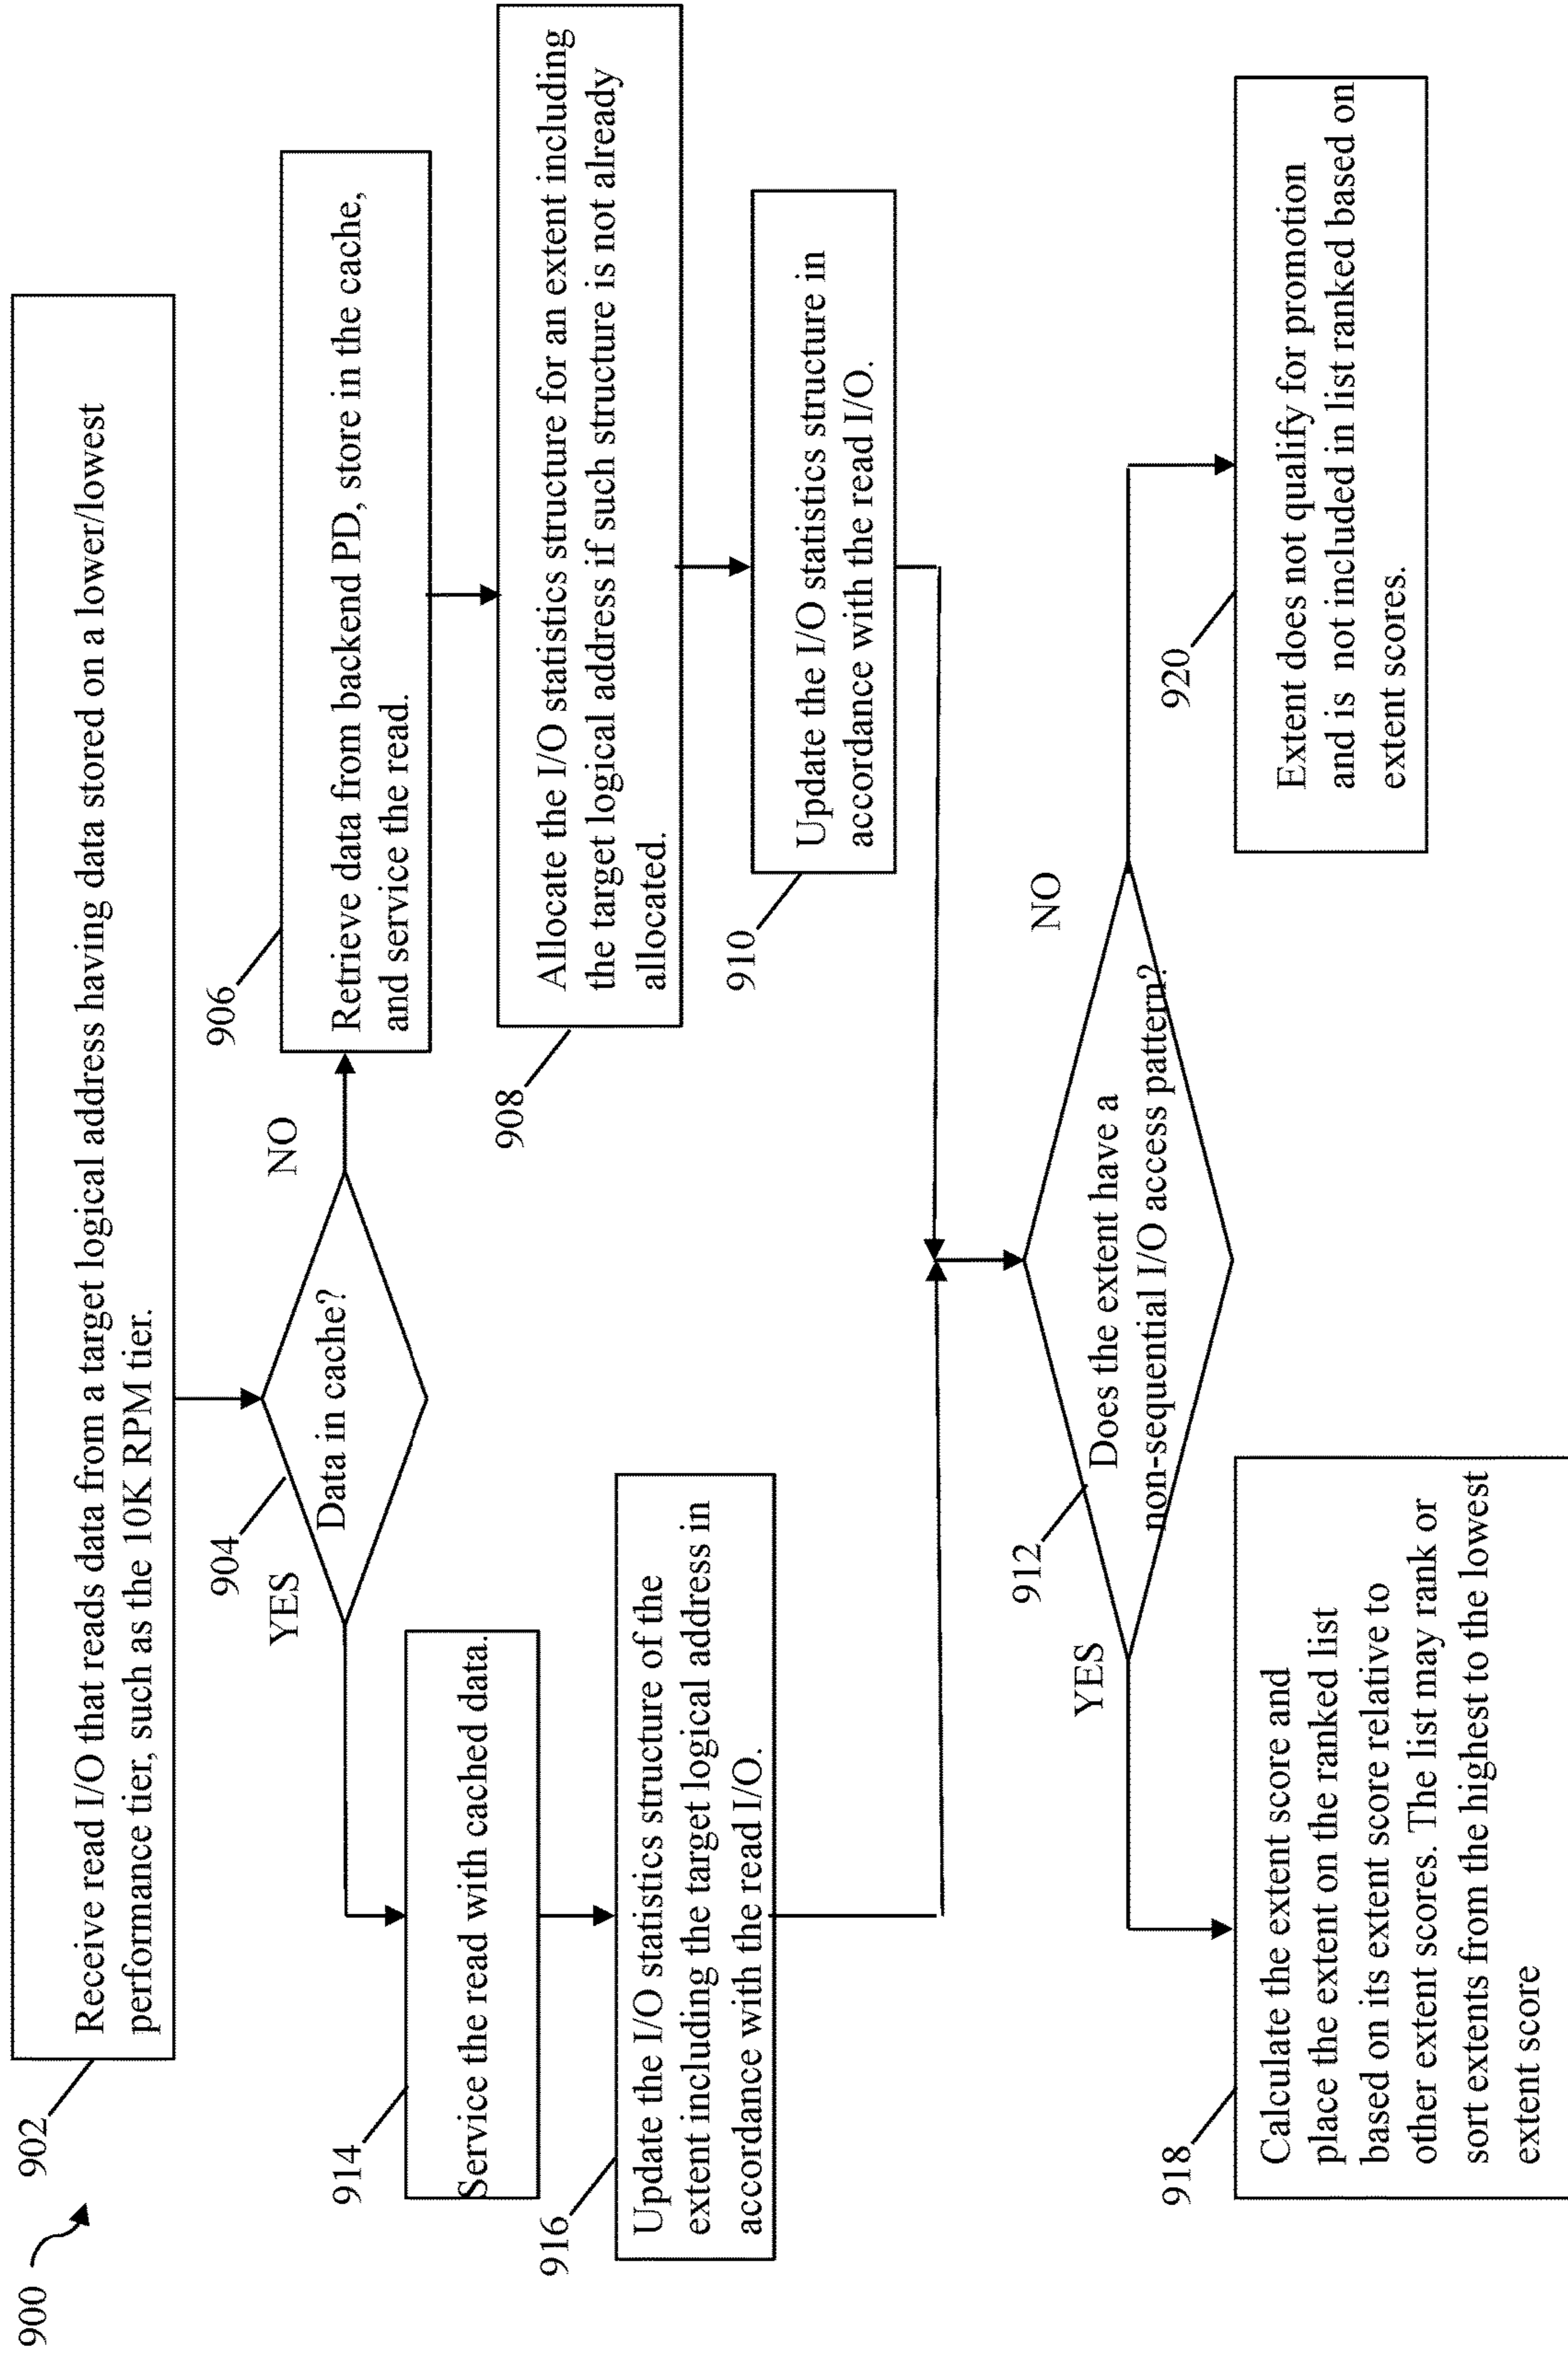 900
902
Receive read I/O that reads data from a target logical address having data stored on a lower/lowest
performance tier, such as the 10K RPM tier.
904
Data in cache?
YES
NO
906
Retrieve data from backend PD, store in the cache,
and service the read.
908
Allocate the I/O statistics structure for an extent including
the target logical address if such structure is not already
allocated.
910
Update the I/O statistics structure in
accordance with the read I/O.
914
Service the read with cached data.
916
Update the I/O statistics structure of the
extent including the target logical address in
accordance with the read I/O.
912
Does the extent have a
non-sequential I/O access pattern?
YES
NO
918
Calculate the extent score and
place the extent on the ranked list
based on its extent score relative to
other extent scores. The list may rank or
sort extents from the highest to the lowest
extent score
920
Extent does not qualify for promotion
and is not included in list ranked based on
extent scores.